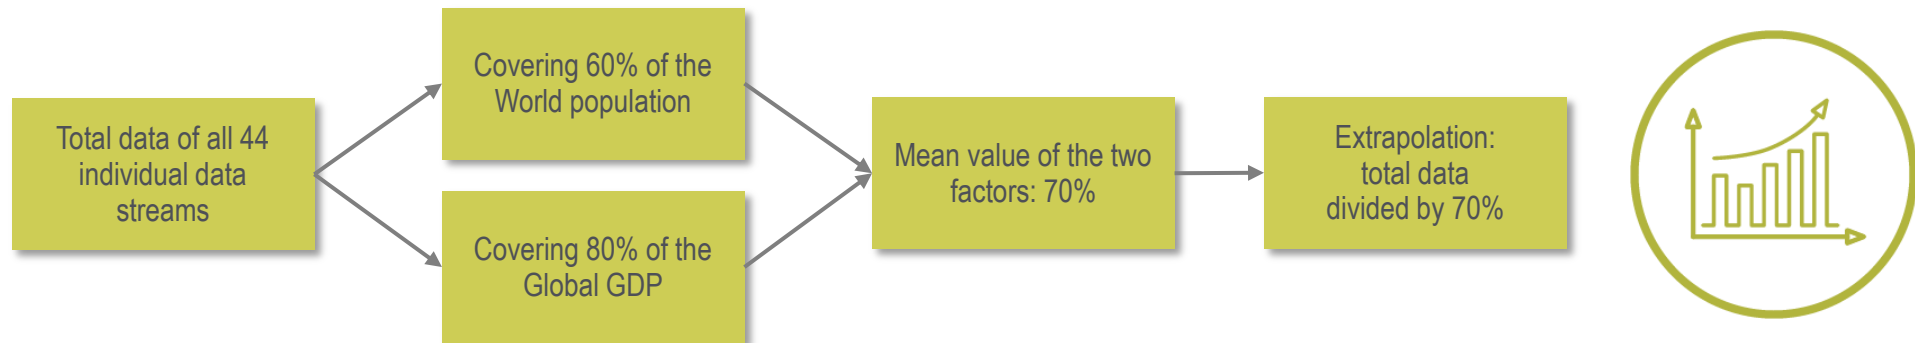 Total data of all 44
individual data
streams
Covering 60% of the
World population
Covering 80% of the
Global GDP
Mean value of the two
factors: 70%
Extrapolation:
total data
divided by 70%